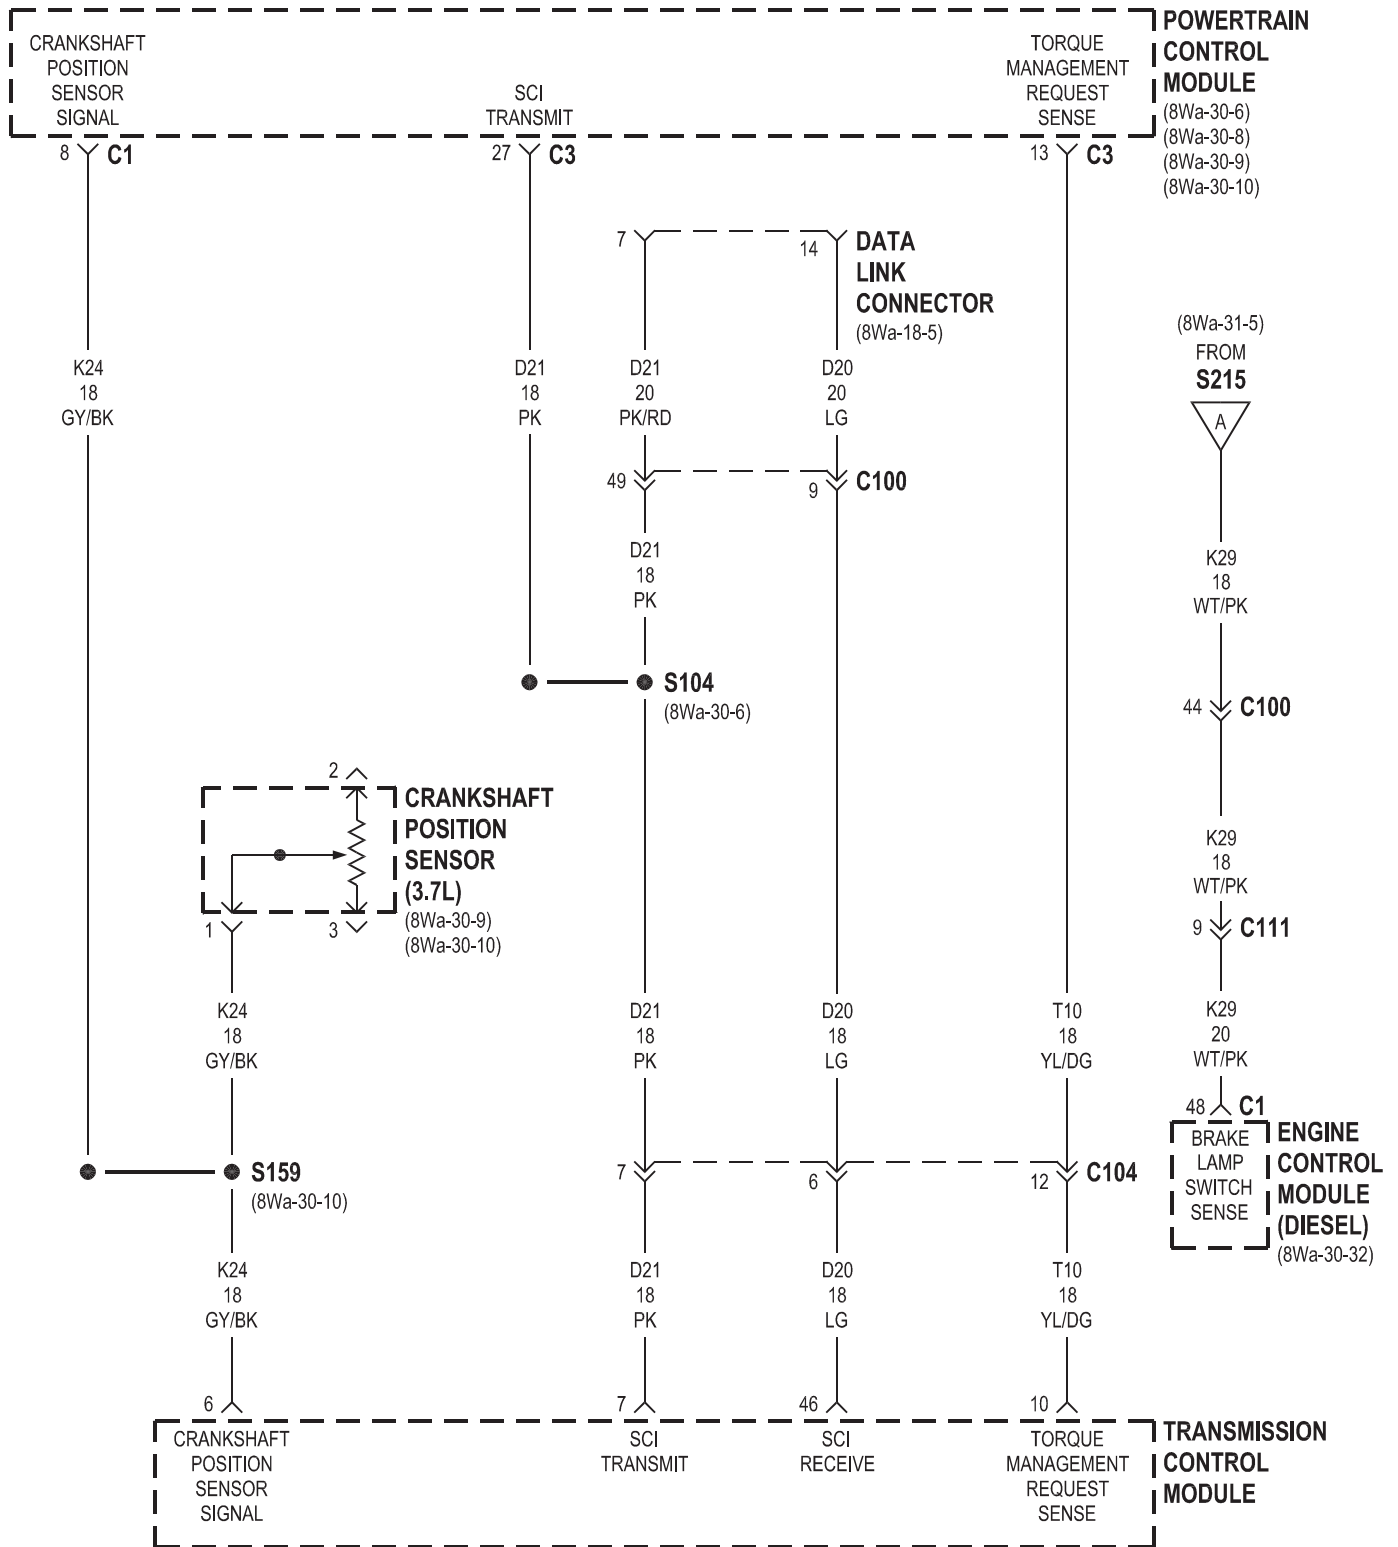 CRANKSHAFT
POSITION
SENSOR
SIGNAL
SCI
TRANSMIT
TORQUE
MANAGEMENT
REQUEST
SENSE
POWERTRAIN
CONTROL
MODULE
(8Wa-30-6)
(8Wa-30-8)
(8Wa-30-9)
(8Wa-30-10)
8 C1
27 C3
13 C3
7
14
DATA
LINK
CONNECTOR
(8Wa-18-5)
(8Wa-31-5)
FROM
S215
A
K24
18
GY/BK
D21
18
PK
D21
20
PK/RD
D20
20
LG
49
9
C100
D21
18
PK
K29
18
WT/PK
S104
(8Wa-30-6)
44 C100
2
CRANKSHAFT
POSITION
SENSOR
(3.7L)
(8Wa-30-9)
(8Wa-30-10)
1
3
K29
18
WT/PK
9 C111
K24
18
GY/BK
D21
18
PK
D20
18
LG
T10
18
YL/DG
K29
20
WT/PK
48 C1
BRAKE
LAMP
SWITCH
SENSE
ENGINE
CONTROL
MODULE
(DIESEL)
(8Wa-30-32)
S159
(8Wa-30-10)
7
6
12
C104
K24
18
GY/BK
D21
18
PK
D20
18
LG
T10
18
YL/DG
6
7
46
10
CRANKSHAFT
POSITION
SENSOR
SIGNAL
SCI
TRANSMIT
SCI
RECEIVE
TORQUE
MANAGEMENT
REQUEST
SENSE
TRANSMISSION
CONTROL
MODULE